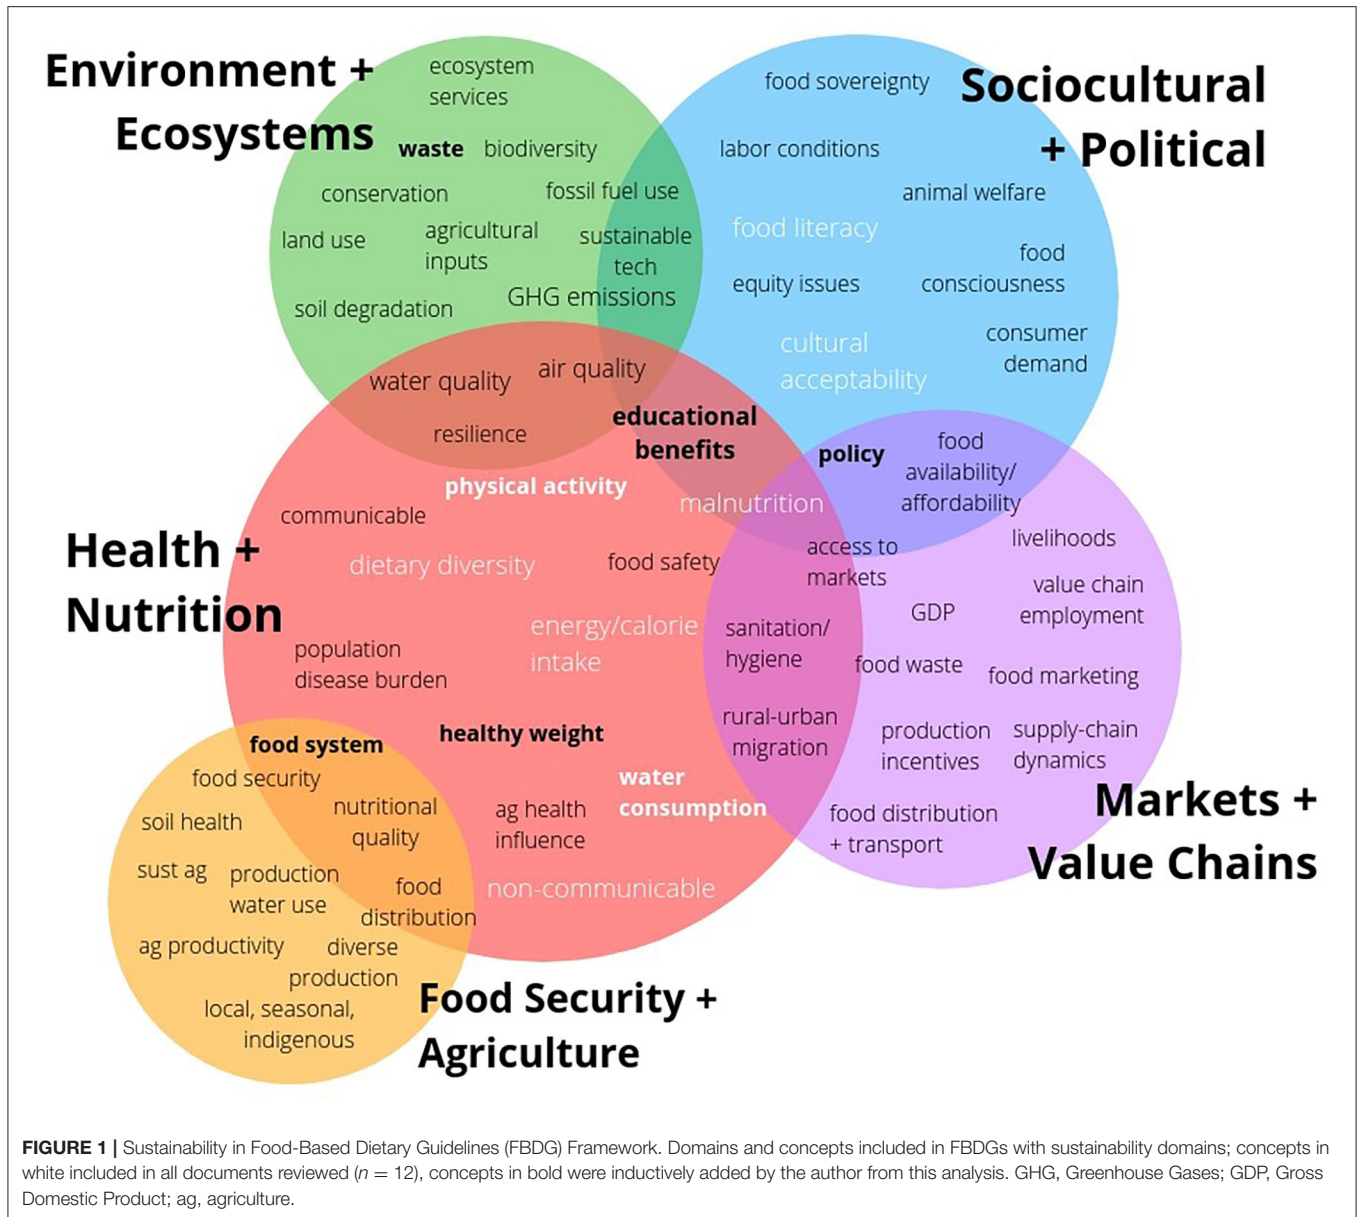 Environment +
Ecosystems
ecosystem
services
waste
biodiversity
conservation
fossil fuel use
land use
agricultural
inputs
sustainable
tech
soil degradation
GHG emissions
Sociocultural
+ Political
food sovereignty
labor conditions
animal welfare
food literacy
food
consciousness
equity issues
cultural
acceptability
consumer
demand
water quality
air quality
resilience
educational
benefits
policy
food
availability/
affordability
Health +
Nutrition
physical activity
malnutrition
communicable
dietary diversity
food safety
energy/calorie
intake
population
disease burden
healthy weight
water
consumption
ag health
influence
non-communicable
access to
markets
livelihoods
value chain
employment
GDP
sanitation/
hygiene
food waste
food marketing
rural-urban
migration
production
incentives
supply-chain
dynamics
food distribution
+ transport
Markets +
Value Chains
food system
food security
nutritional
quality
soil health
sust ag
production
water use
food
distribution
ag productivity
diverse
production
local, seasonal,
indigenous
Food Security +
Agriculture
FIGURE 1 | Sustainability in Food-Based Dietary Guidelines (FBDG) Framework. Domains and concepts included in FBDGs with sustainability domains; concepts in
white included in all documents reviewed (n = 12), concepts in bold were inductively added by the author from this analysis. GHG, Greenhouse Gases; GDP, Gross
Domestic Product; ag, agriculture.